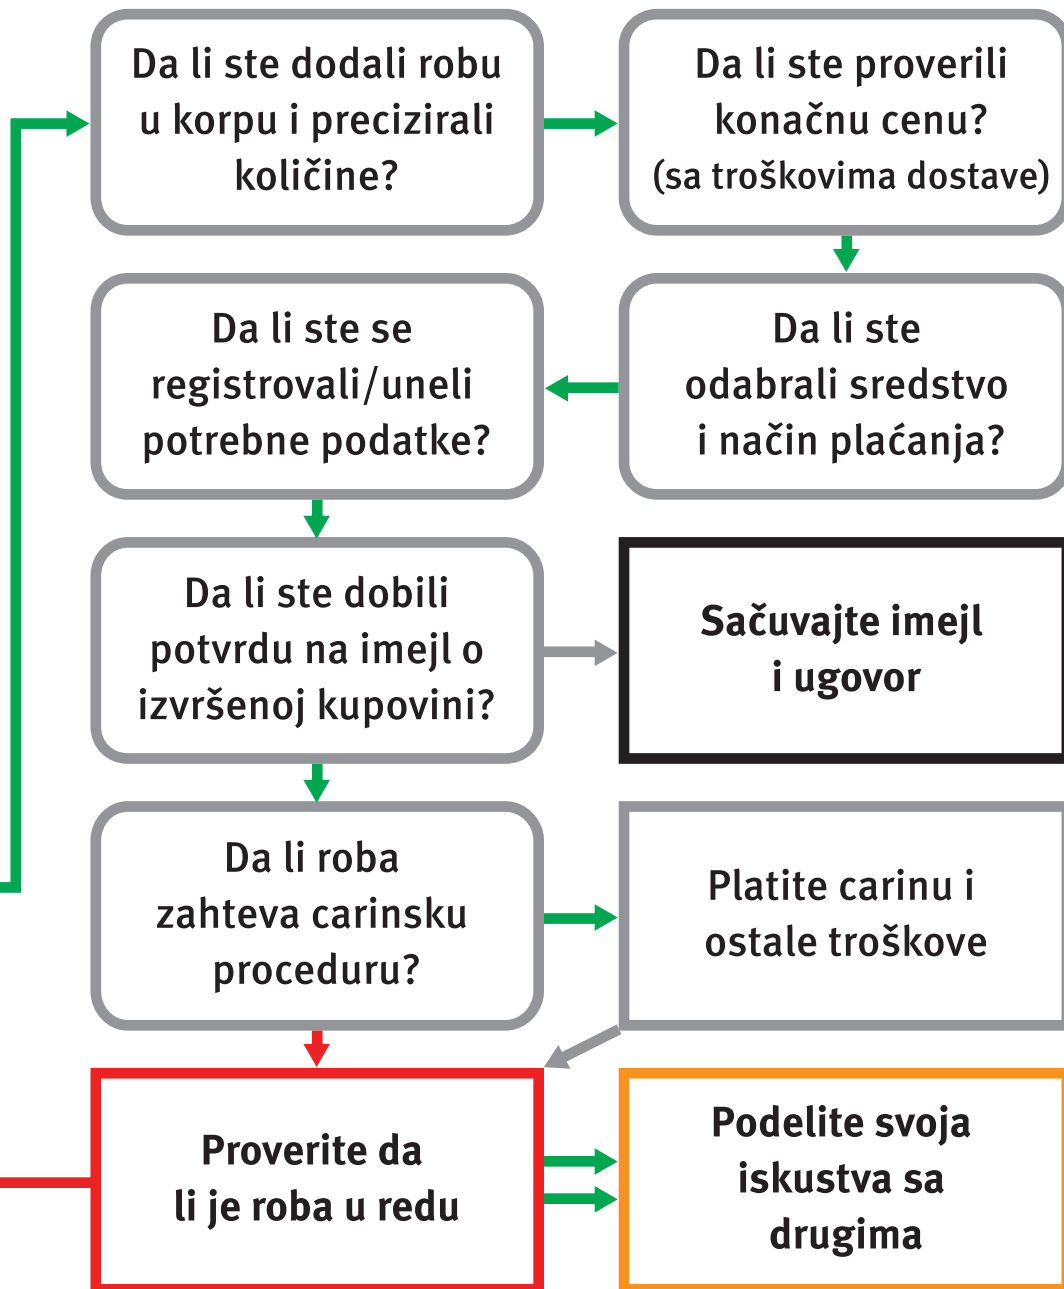 Da li ste dodali robu
u korpu i precizirali
količine?
Da li ste proverili
konačnu cenu?
(sa troškovima dostave)
Da li ste
odabrali sredstvo
i način plaćanja?
Da li ste se
registrovali/uneli
potrebne podatke?
Da li ste dobili
potvrdu na imejl o
izvršenoj kupovini?
Sačuvajte imejl
i ugovor
Da li roba
zahteva carinsku
proceduru?
Platite carinu i
ostale troškove
Proverite da
li je roba u redu
Podelite svoja
iskustva sa
drugima